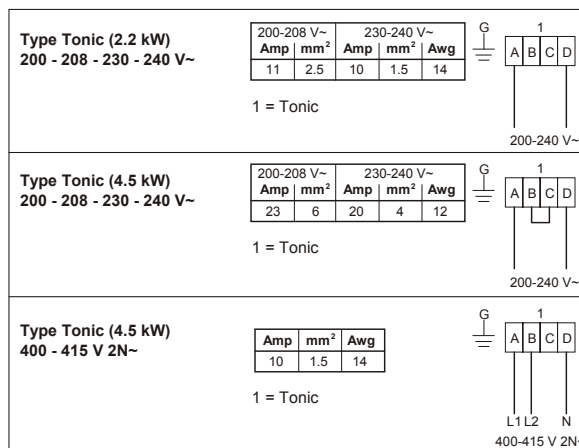 Type Tonic (2.2 kW)
200 - 208 - 230 - 240 V~
200-208 V~ 230-240 V~
Amp mm² Amp mm² Awg
11 2.5 10 1.5 14
1 = Tonic
G 1
A B C D
200-240 V~
Type Tonic (4.5 kW)
200 - 208 - 230 - 240 V~
200-208 V~ 230-240 V~
Amp mm² Amp mm² Awg
23 6 20 4 12
1 = Tonic
G 1
A B C D
200-240 V~
Type Tonic (4.5 kW)
400 - 415 V 2N~
Amp mm² Awg
10 1.5 14
1 = Tonic
G 1
A B C D
L1 L2 N
400-415 V 2N~